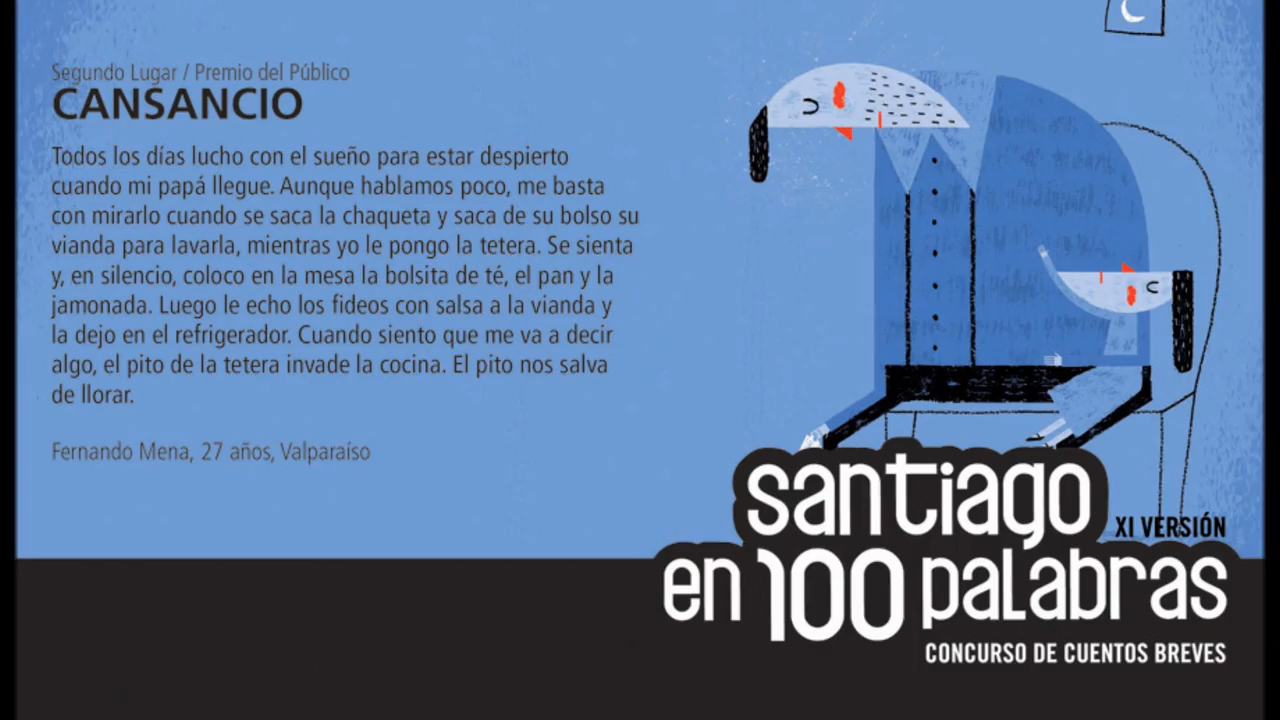 Segundo Lugar / Premio del Público
CANSANCIO
Todos los días lucho con el sueño para estar despierto
cuando mi papá llegue. Aunque hablamos poco, me basta
con mirarlo cuando se saca la chaqueta y saca de su bolso su
vianda para lavarla, mientras yo le pongo la tetera. Se sienta
y, en silencio, coloco en la mesa la bolsita de té, el pan y la
jamonada. Luego le echo los fideos con salsa a la vianda y
la dejo en el refrigerador. Cuando siento que me va a decir
algo, el pito de la tetera invade la cocina. El pito nos salva
de llorar.
Fernando Mena, 27 años, Valparaíso
santiago
XI VERSIÓN
en 100 palabras
CONCURSO DE CUENTOS BREVES